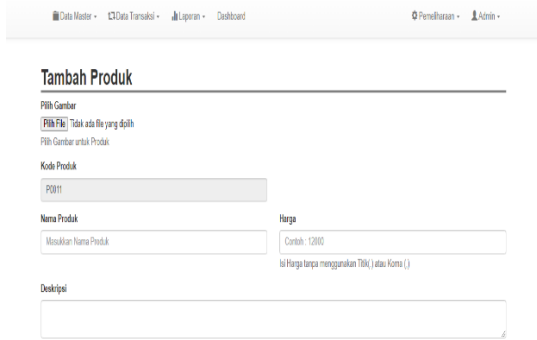 Data Master Data Transaksi Laporan Dashboard Pemeliharaan Admin
Tambah Produk
Pilih Gambar
Pilih File Tidak ada file yang dipilih
Pilih Gambar untuk Produk
Kode Produk
P0011
Nama Produk Harga
Masukkan Nama Produk Contoh : 12000
Isi Harga tanpa menggunakan Titik(.) atau Koma (,)
Deskripsi